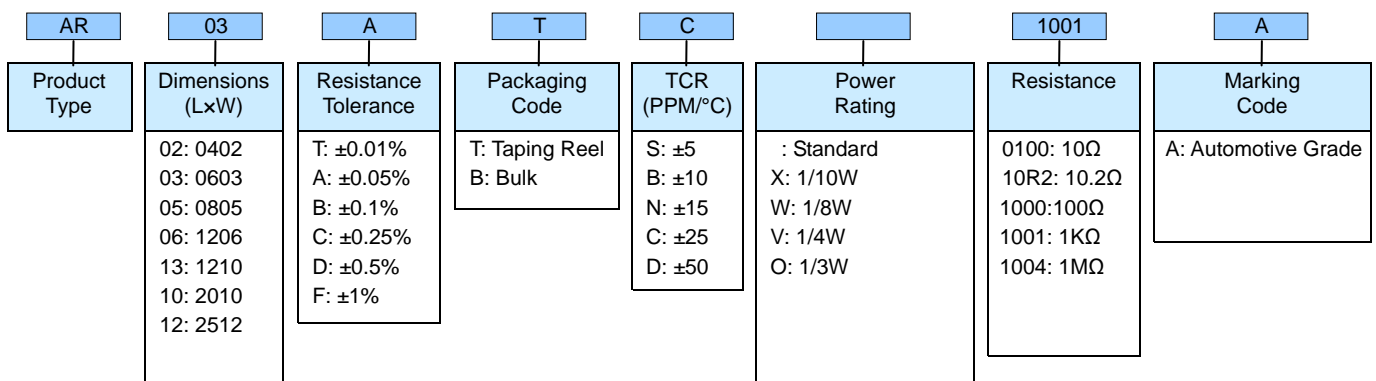 AR 03 A T C 1001 A
Product
Type
Dimensions
(L×W)
Resistance
Tolerance
Packaging
Code
TCR
(PPM/°C)
Power
Rating
Resistance
Marking
Code
02: 0402
03: 0603
05: 0805
06: 1206
13: 1210
10: 2010
12: 2512
T: ±0.01%
A: ±0.05%
B: ±0.1%
C: ±0.25%
D: ±0.5%
F: ±1%
T: Taping Reel
B: Bulk
S: ±5
B: ±10
N: ±15
C: ±25
D: ±50
: Standard
X: 1/10W
W: 1/8W
V: 1/4W
O: 1/3W
0100: 10Ω
10R2: 10.2Ω
1000:100Ω
1001: 1KΩ
1004: 1MΩ
A: Automotive Grade